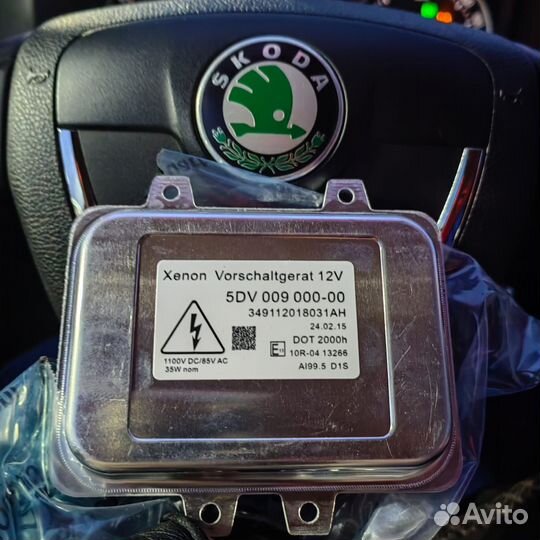 SKODA
Xenon Vorschaltgerat 12V
5DV 009 000-00
349112018031AH
24.02.15
DOT 2000h
10R-04 13266
AI99.5 D1S
1100V DC/85V AC
35W nom
Avito